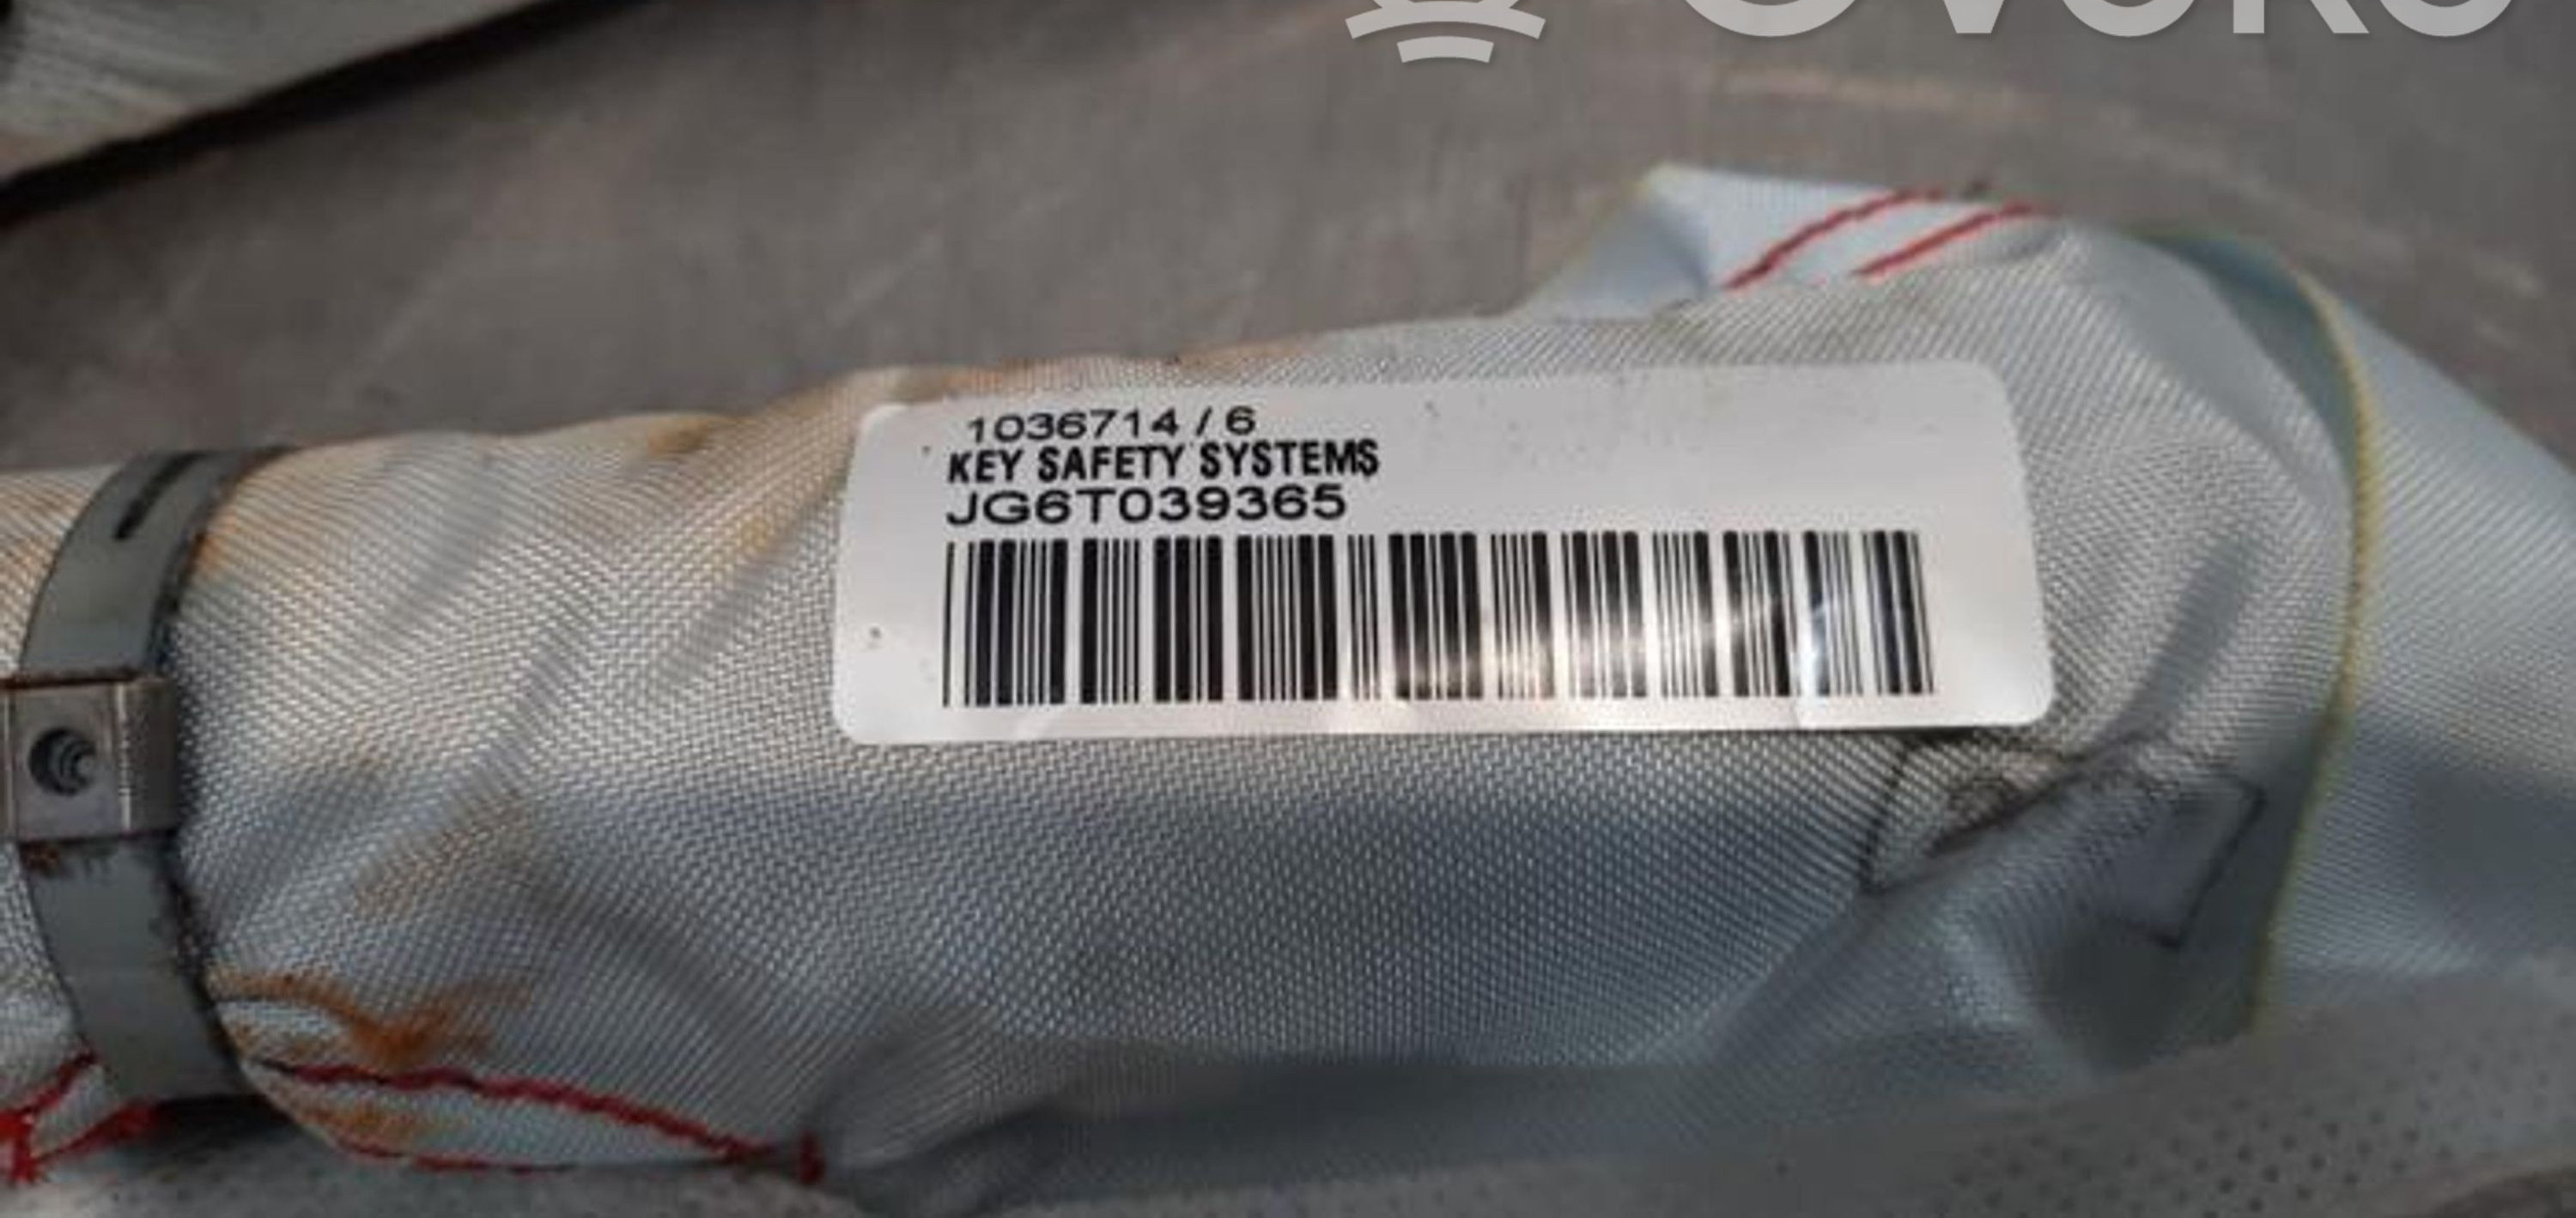 1036714 / 6
KEY SAFETY SYSTEMS
JG6T039365